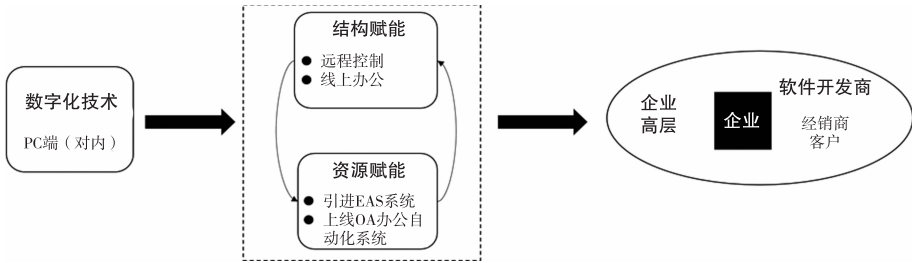 数字化技术
PC端（对内）
结构赋能
远程控制
线上办公
资源赋能
引进EAS系统
上线OA办公自
动化系统
企业
高层
企业
软件开发商
经销商
客户